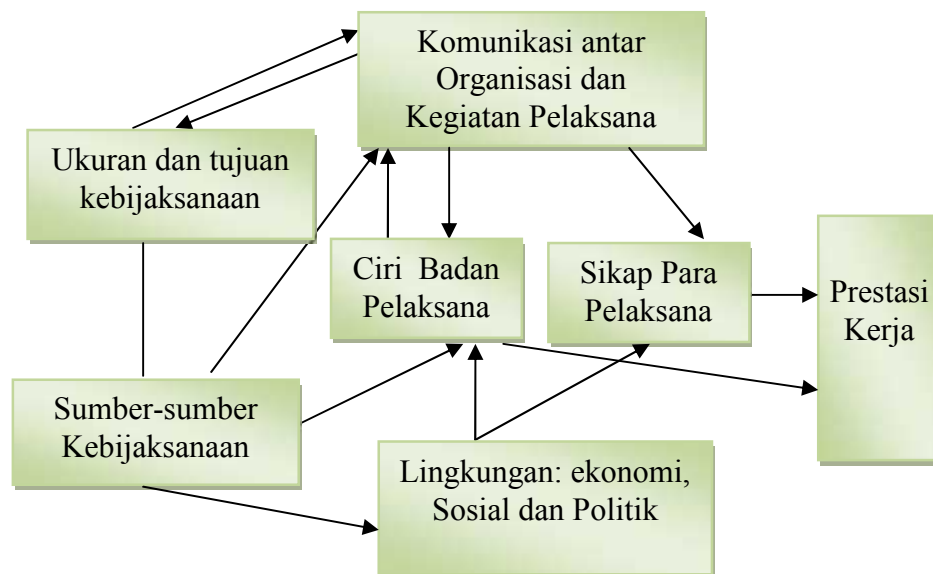 Komunikasi antar
Organisasi dan
Kegiatan Pelaksana
Ukuran dan tujuan
kebijaksanaan
Ciri Badan
Pelaksana
Sikap Para
Pelaksana
Prestasi
Kerja
Sumber-sumber
Kebijaksanaan
Lingkungan: ekonomi,
Sosial dan Politik